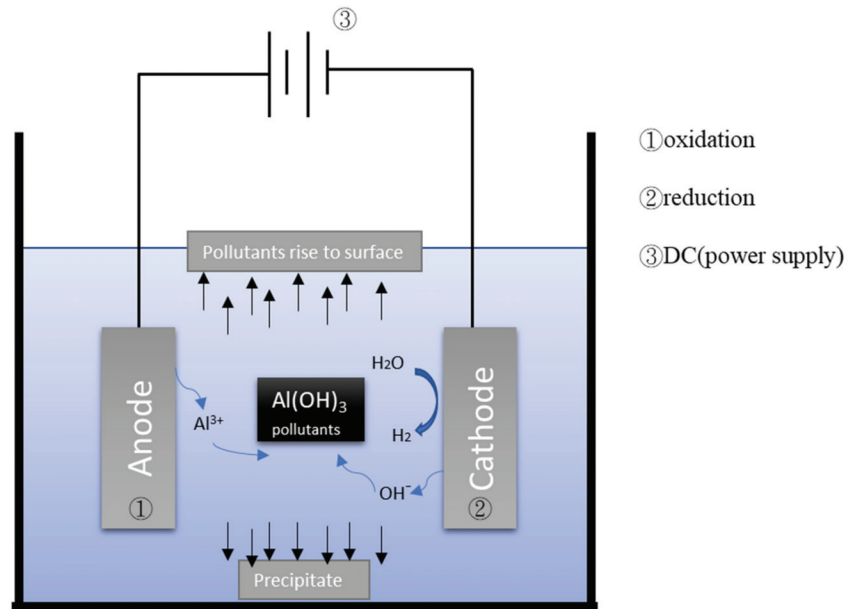 ③
①oxidation
②reduction
③DC(power supply)
Pollutants rise to surface
Anode
①
Al³⁺
Al(OH)₃
pollutants
H₂O
H₂
OH⁻
Cathode
②
Precipitate